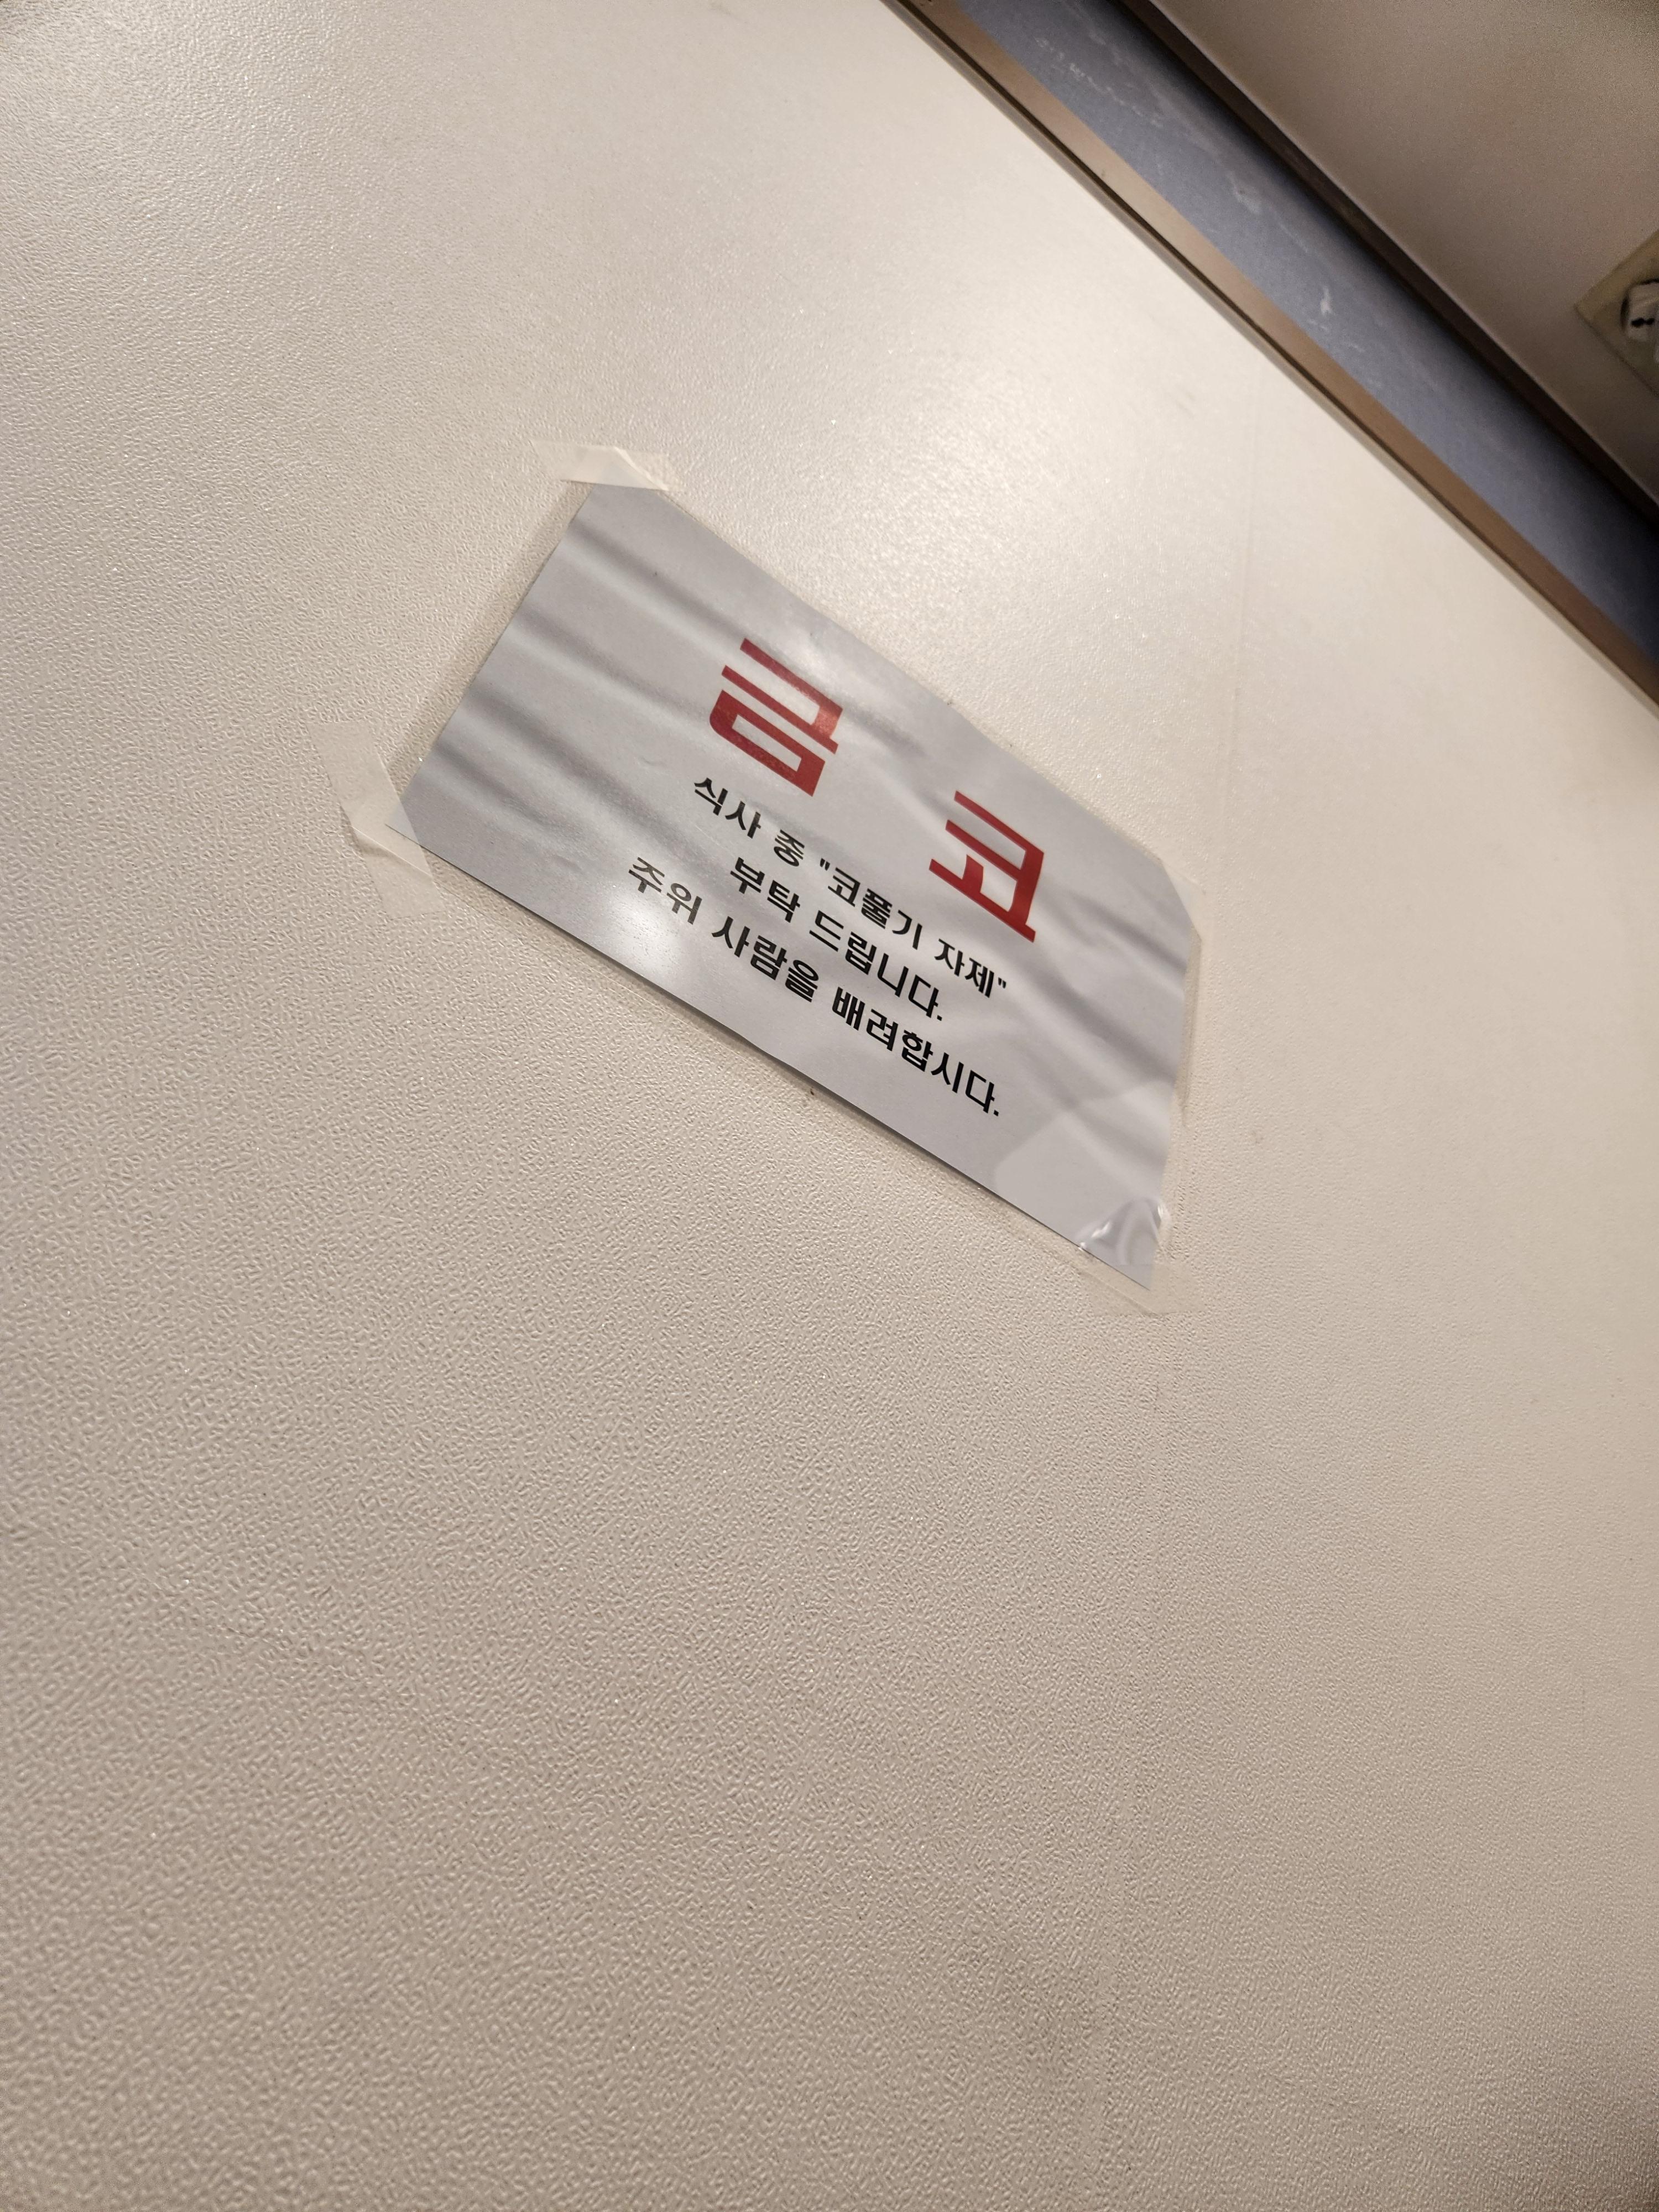 금 코
식사 중 "코풀기 자제"
부탁 드립니다.
주위 사람을 배려합시다.